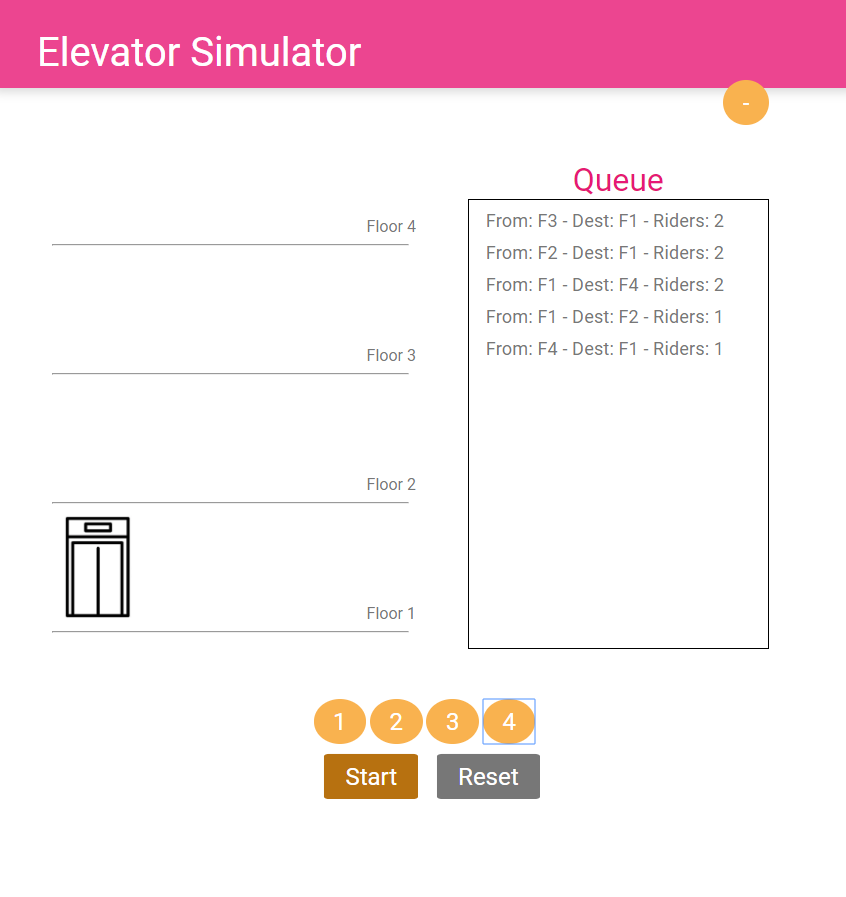 Elevator Simulator
-
Queue
From: F3 - Dest: F1 - Riders: 2
From: F2 - Dest: F1 - Riders: 2
From: F1 - Dest: F4 - Riders: 2
From: F1 - Dest: F2 - Riders: 1
From: F4 - Dest: F1 - Riders: 1
Floor 4
Floor 3
Floor 2
Floor 1
1 2 3 4
Start Reset